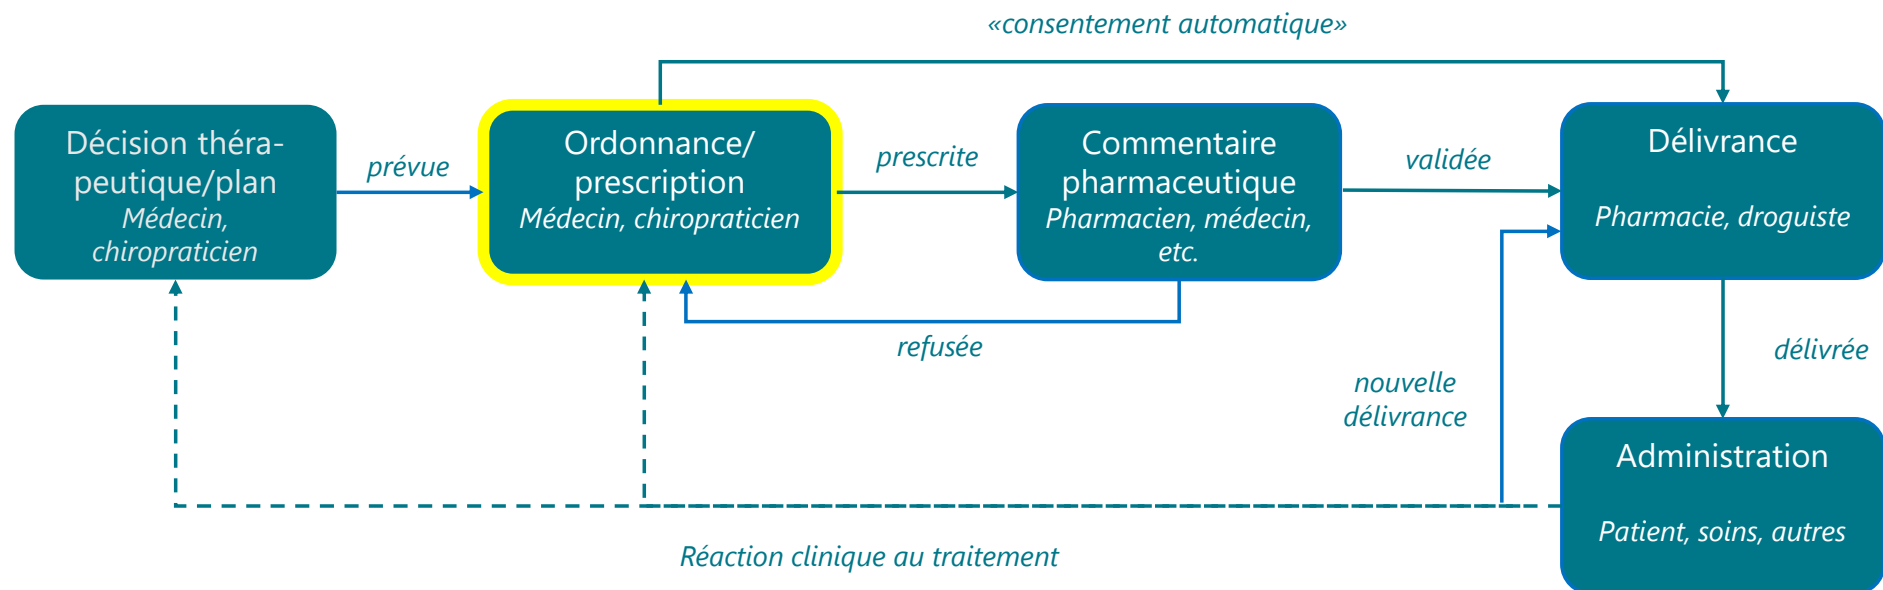 «consentement automatique»
Décision théra-
peutique/plan
Médecin,
chiropraticien
prévue
Ordonnance/
prescription
Médecin, chiropraticien
prescrite
Commentaire
pharmaceutique
Pharmacien, médecin,
etc.
validée
Délivrance
Pharmacie, droguiste
refusée
délivrée
nouvelle
délivrance
Administration
Patient, soins, autres
Réaction clinique au traitement